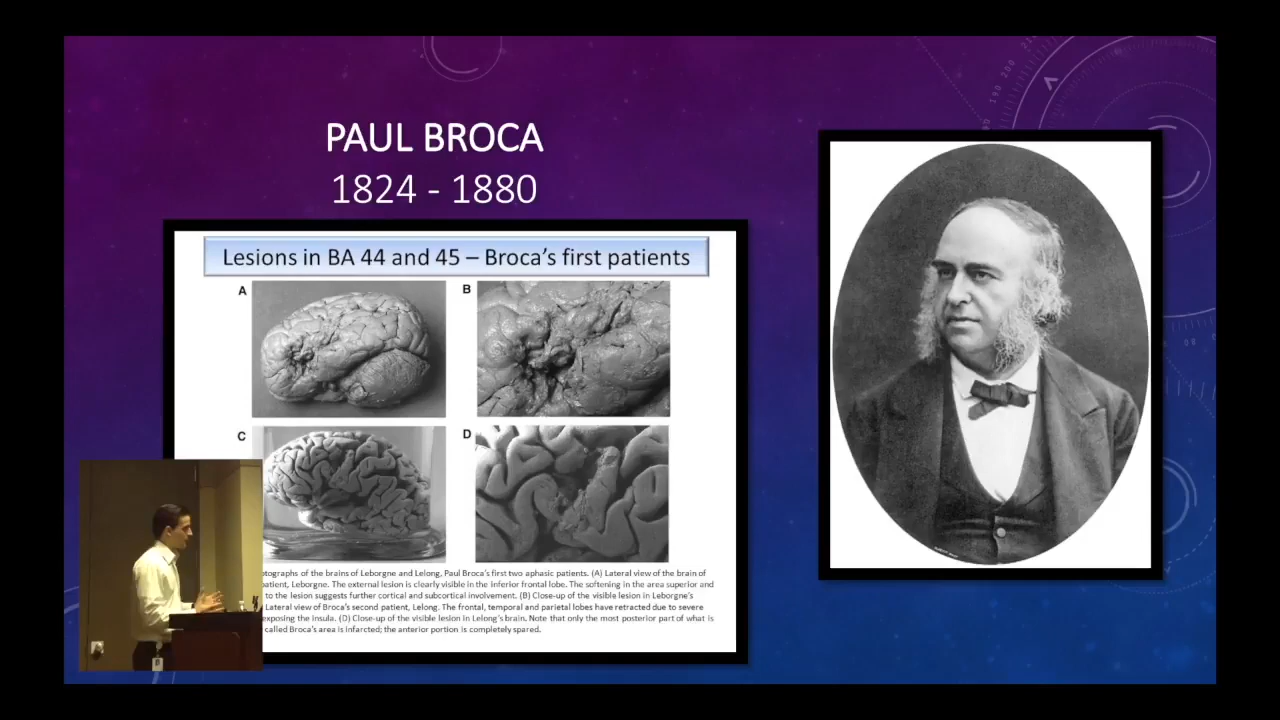 PAUL BROCA
1824 - 1880
Lesions in BA 44 and 45 – Broca's first patients
A
B
C
D
otographs of the brains of Leborgne and Lelong, Paul Broca's first two aphasic patients. (A) Lateral view of the brain of
atient, Leborgne. The external lesion is clearly visible in the inferior frontal lobe. The softening in the area superior and
to the lesion suggests further cortical and subcortical involvement. (B) Close-up of the visible lesion in Leborgne's
Lateral view of Broca's second patient, Lelong. The frontal, temporal and parietal lobes have retracted due to severe
exposing the insula. (D) Close-up of the visible lesion in Lelong's brain. Note that only the most posterior part of what is
called Broca's area is infarcted; the anterior portion is completely spared.
190 200